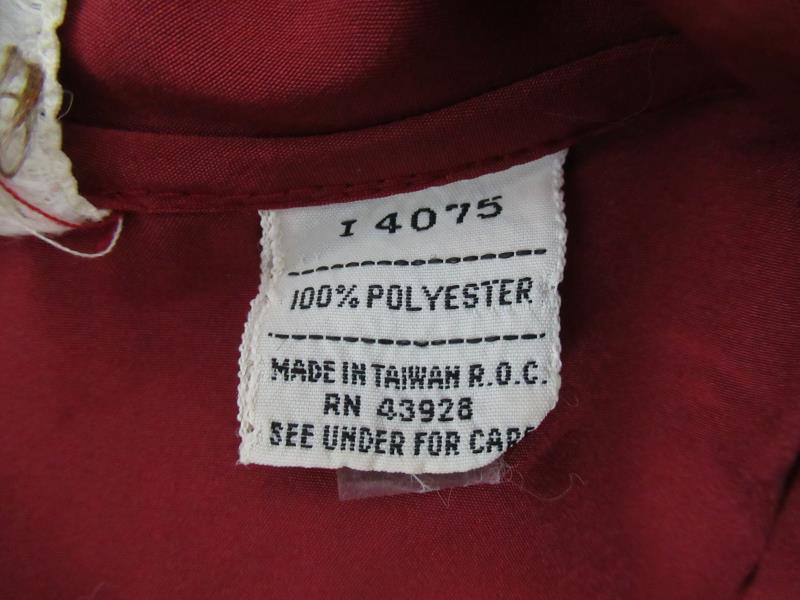 I 4075
100% POLYESTER
MADE IN TAIWAN R.O.C.
RN 43928
SEE UNDER FOR CARE